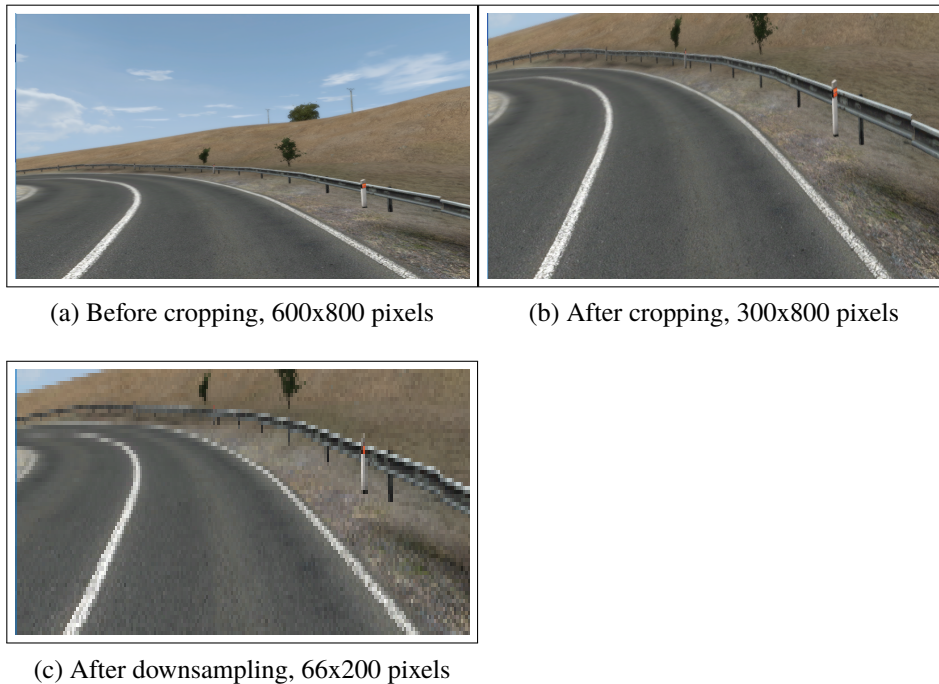 (a) Before cropping, 600x800 pixels
(b) After cropping, 300x800 pixels
(c) After downsampling, 66x200 pixels